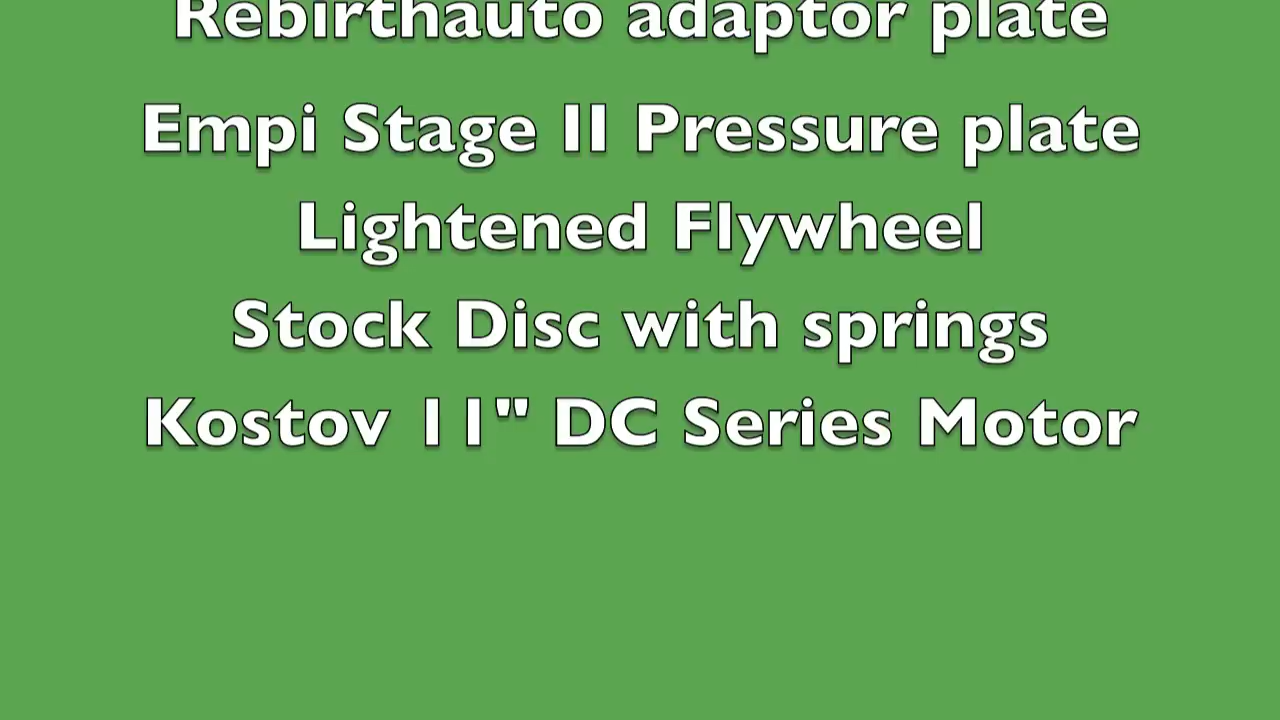 Rebirthauto adaptor plate
Empi Stage II Pressure plate
Lightened Flywheel
Stock Disc with springs
Kostov 11" DC Series Motor